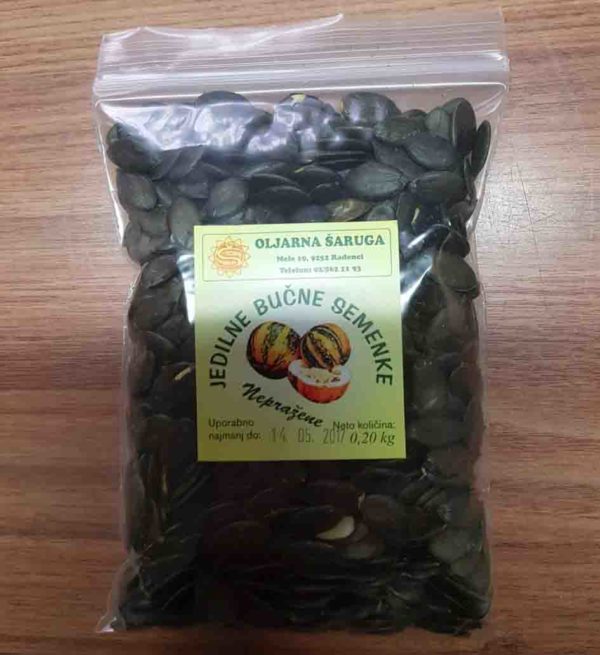 OLJARNA ŠARUGA
Mele 19, 9252 Radenci
Telefon: 02/562 11 93
JEDILNE BUČNE SEMENKE
Nepražene
Uporabno
najmanj do: 14. 05. 2017
Neto količina:
0,20 kg